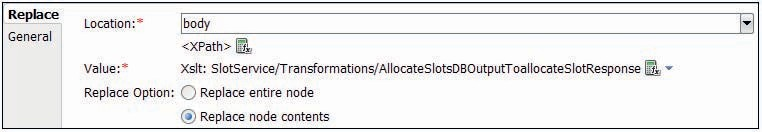 Replace
General
Location:* body
<XPath>
Value:* Xslt: SlotService/Transformations/AllocateSlotsDBOutputToallocateSlotResponse
Replace Option: Replace entire node
Replace node contents